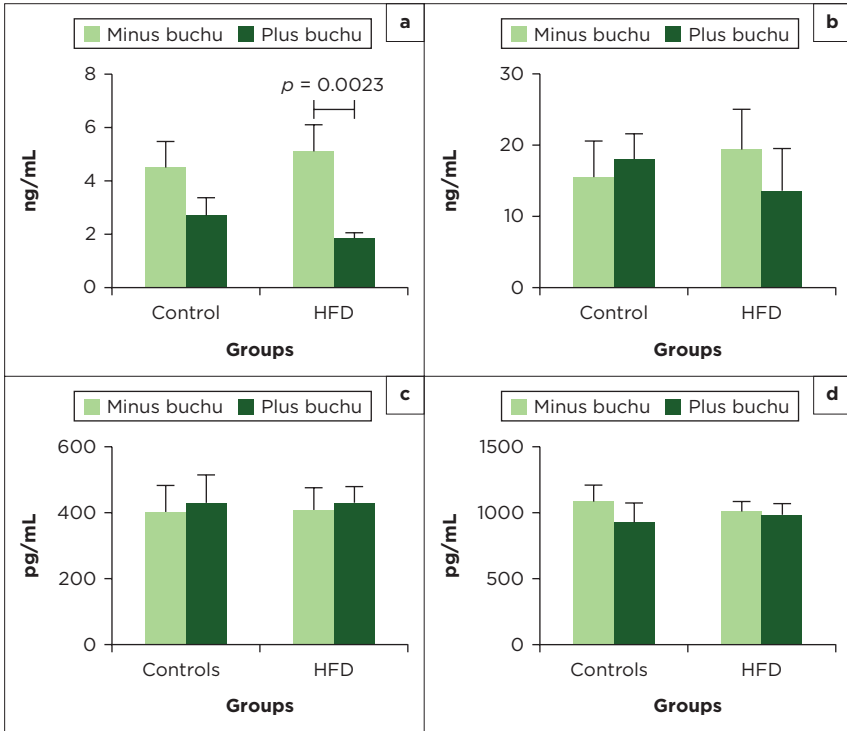 a
Minus buchu Plus buchu
p = 0.0023
8
6
4
2
0
ng/mL
Control HFD
Groups
b
Minus buchu Plus buchu
30
20
10
0
ng/mL
Control HFD
Groups
c
Minus buchu Plus buchu
600
400
200
0
pg/mL
Controls HFD
Groups
d
Minus buchu Plus buchu
1500
1000
500
0
pg/mL
Controls HFD
Groups